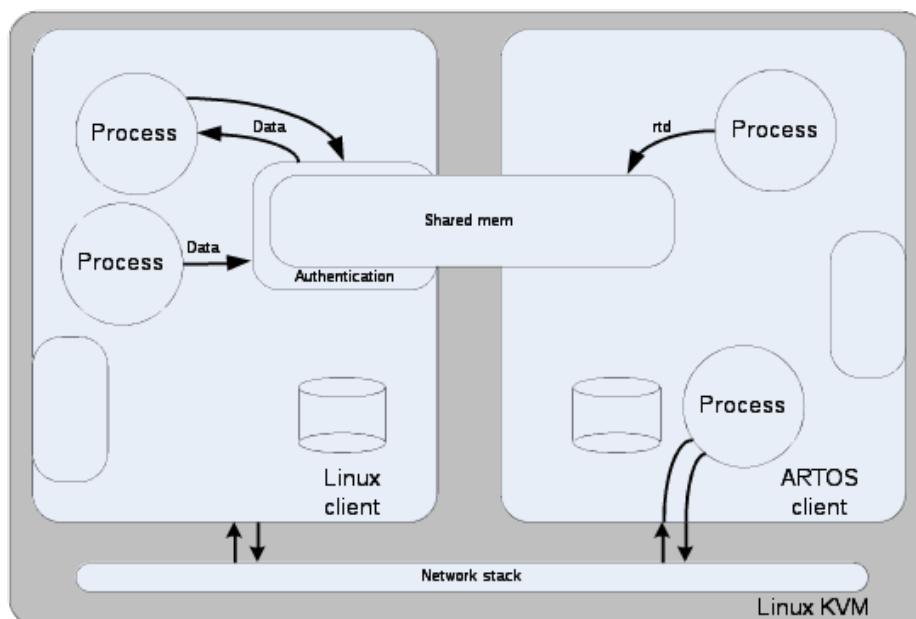 Process
Data
rtd
Process
Shared mem
Process
Data
Authentication
Process
Linux
client
ARTOS
client
Network stack
Linux KVM